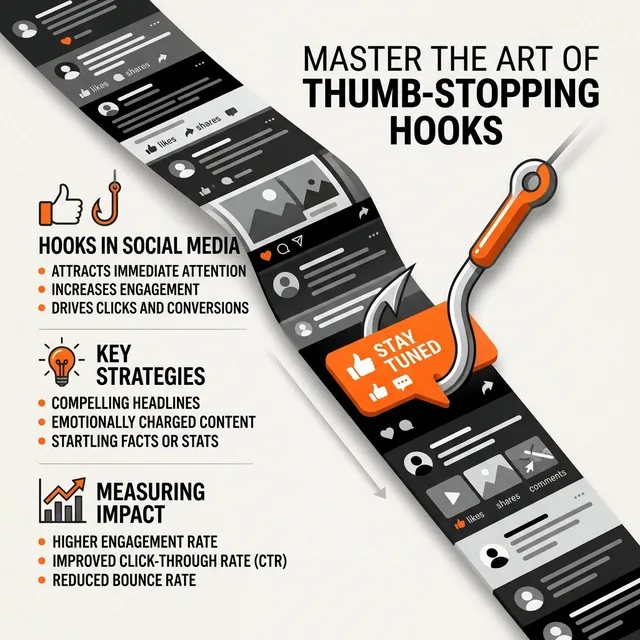 MASTER THE ART OF
THUMB-STOPPING
HOOKS
likes
shares
likes
shares
HOOKS IN SOCIAL MEDIA
ATTRACTS IMMEDIATE ATTENTION
INCREASES ENGAGEMENT
DRIVES CLICKS AND CONVERSIONS
KEY
STRATEGIES
COMPELLING HEADLINES
EMOTIONALLY CHARGED CONTENT
STARTLING FACTS OR STATS
MEASURING
IMPACT
HIGHER ENGAGEMENT RATE
IMPROVED CLICK-THROUGH RATE (CTR)
REDUCED BOUNCE RATE
STAY
TUNED
likes shares comments